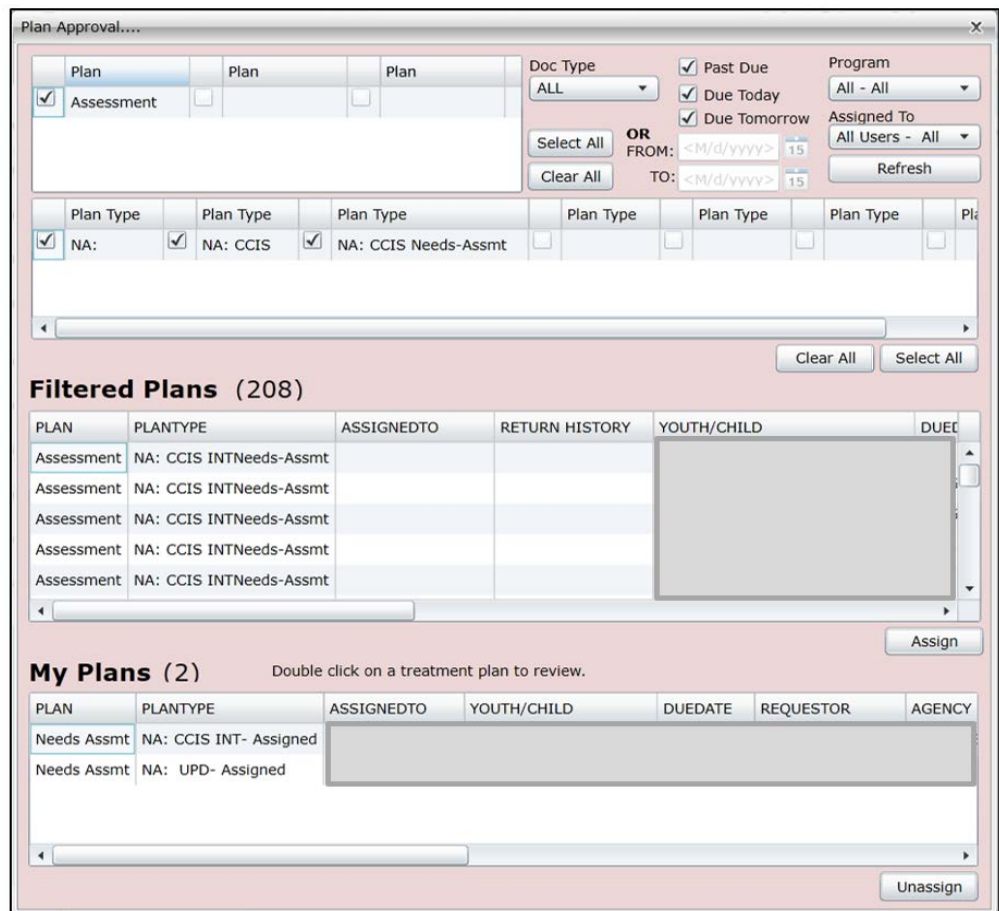 Plan Approval.... x
Plan Plan Plan
Assessment
Doc Type
ALL
Select All
Clear All
Past Due
Due Today
Due Tomorrow
OR
FROM: <M/d/yyyy> 15
TO: <M/d/yyyy> 15
Program
All - All
Assigned To
All Users - All
Refresh
Plan Type Plan Type Plan Type Plan Type Plan Type Plan Type Pla
NA: NA: CCIS NA: CCIS Needs-Assmt
Clear All Select All
Filtered Plans (208)
PLAN PLANTYPE ASSIGNEDTO RETURN HISTORY YOUTH/CHILD DUED
Assessment NA: CCIS INTNeeds-Assmt
Assessment NA: CCIS INTNeeds-Assmt
Assessment NA: CCIS INTNeeds-Assmt
Assessment NA: CCIS INTNeeds-Assmt
Assessment NA: CCIS INTNeeds-Assmt
Assign
My Plans (2) Double click on a treatment plan to review.
PLAN PLANTYPE ASSIGNEDTO YOUTH/CHILD DUEDATE REQUESTOR AGENCY
Needs Assmt NA: CCIS INT- Assigned
Needs Assmt NA: UPD- Assigned
Unassign